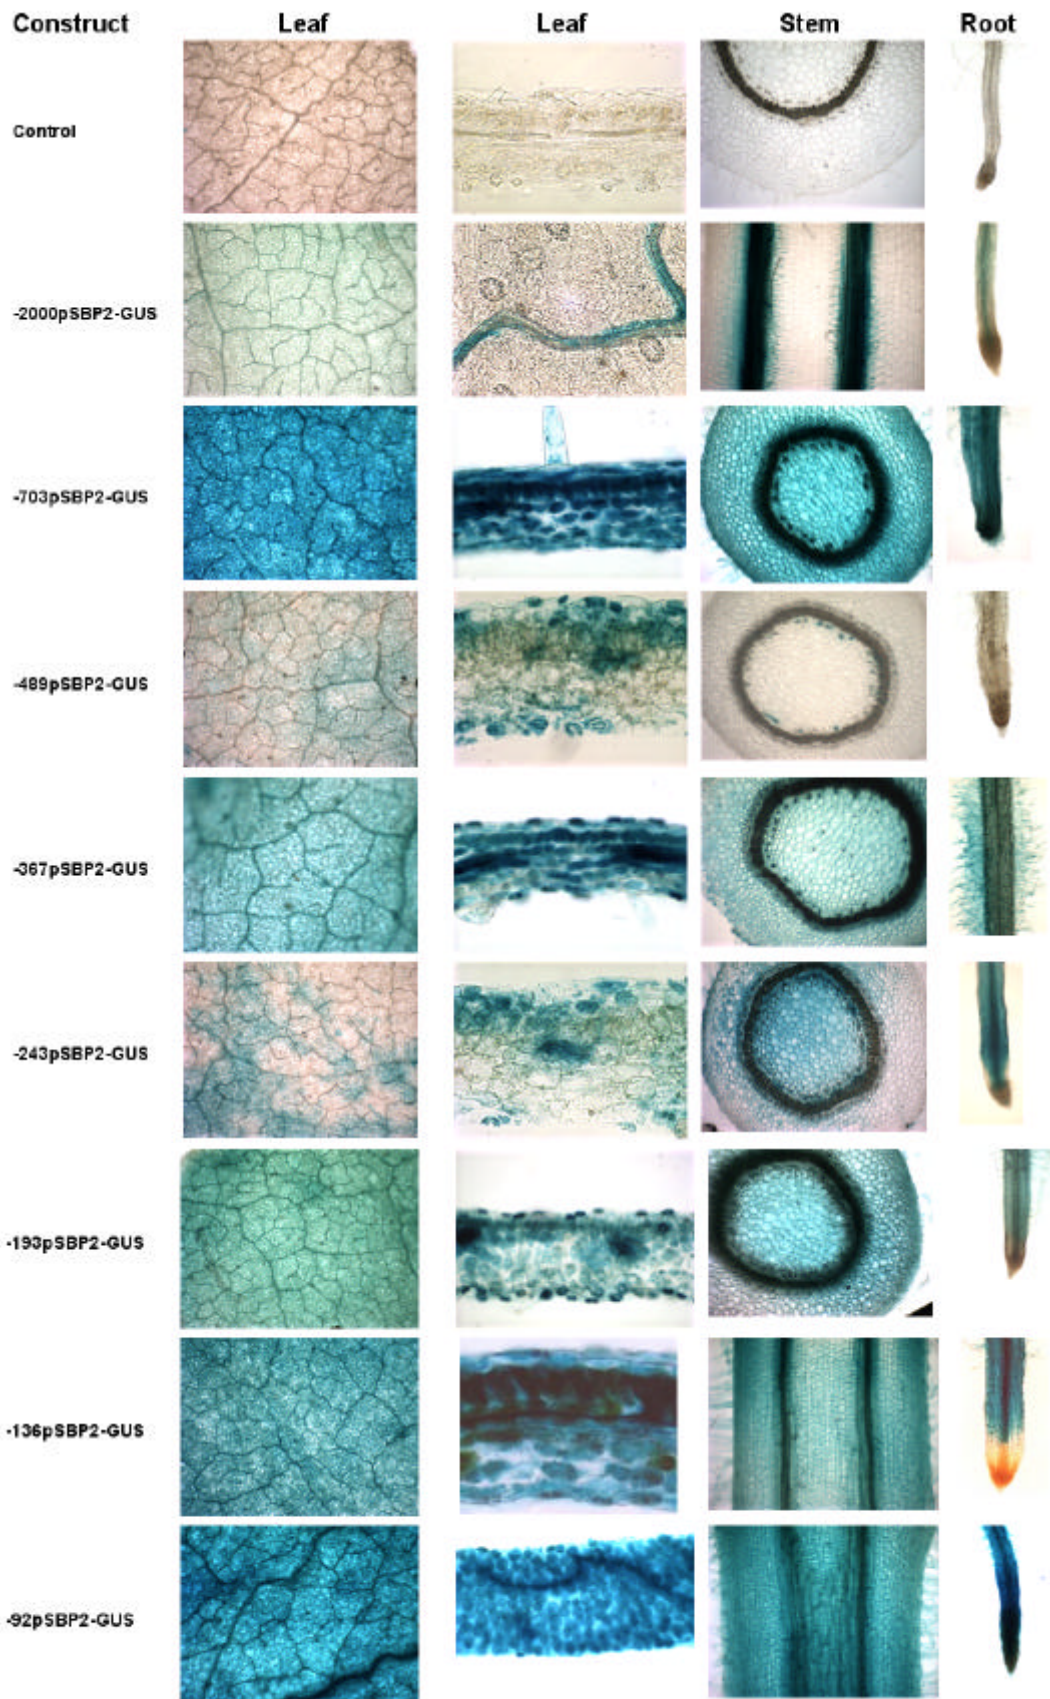 Construct Leaf Leaf Stem Root
Control
-2000pSBP2-GUS
-703pSBP2-GUS
-489pSBP2-GUS
-367pSBP2-GUS
-243pSBP2-GUS
-193pSBP2-GUS
-136pSBP2-GUS
-92pSBP2-GUS